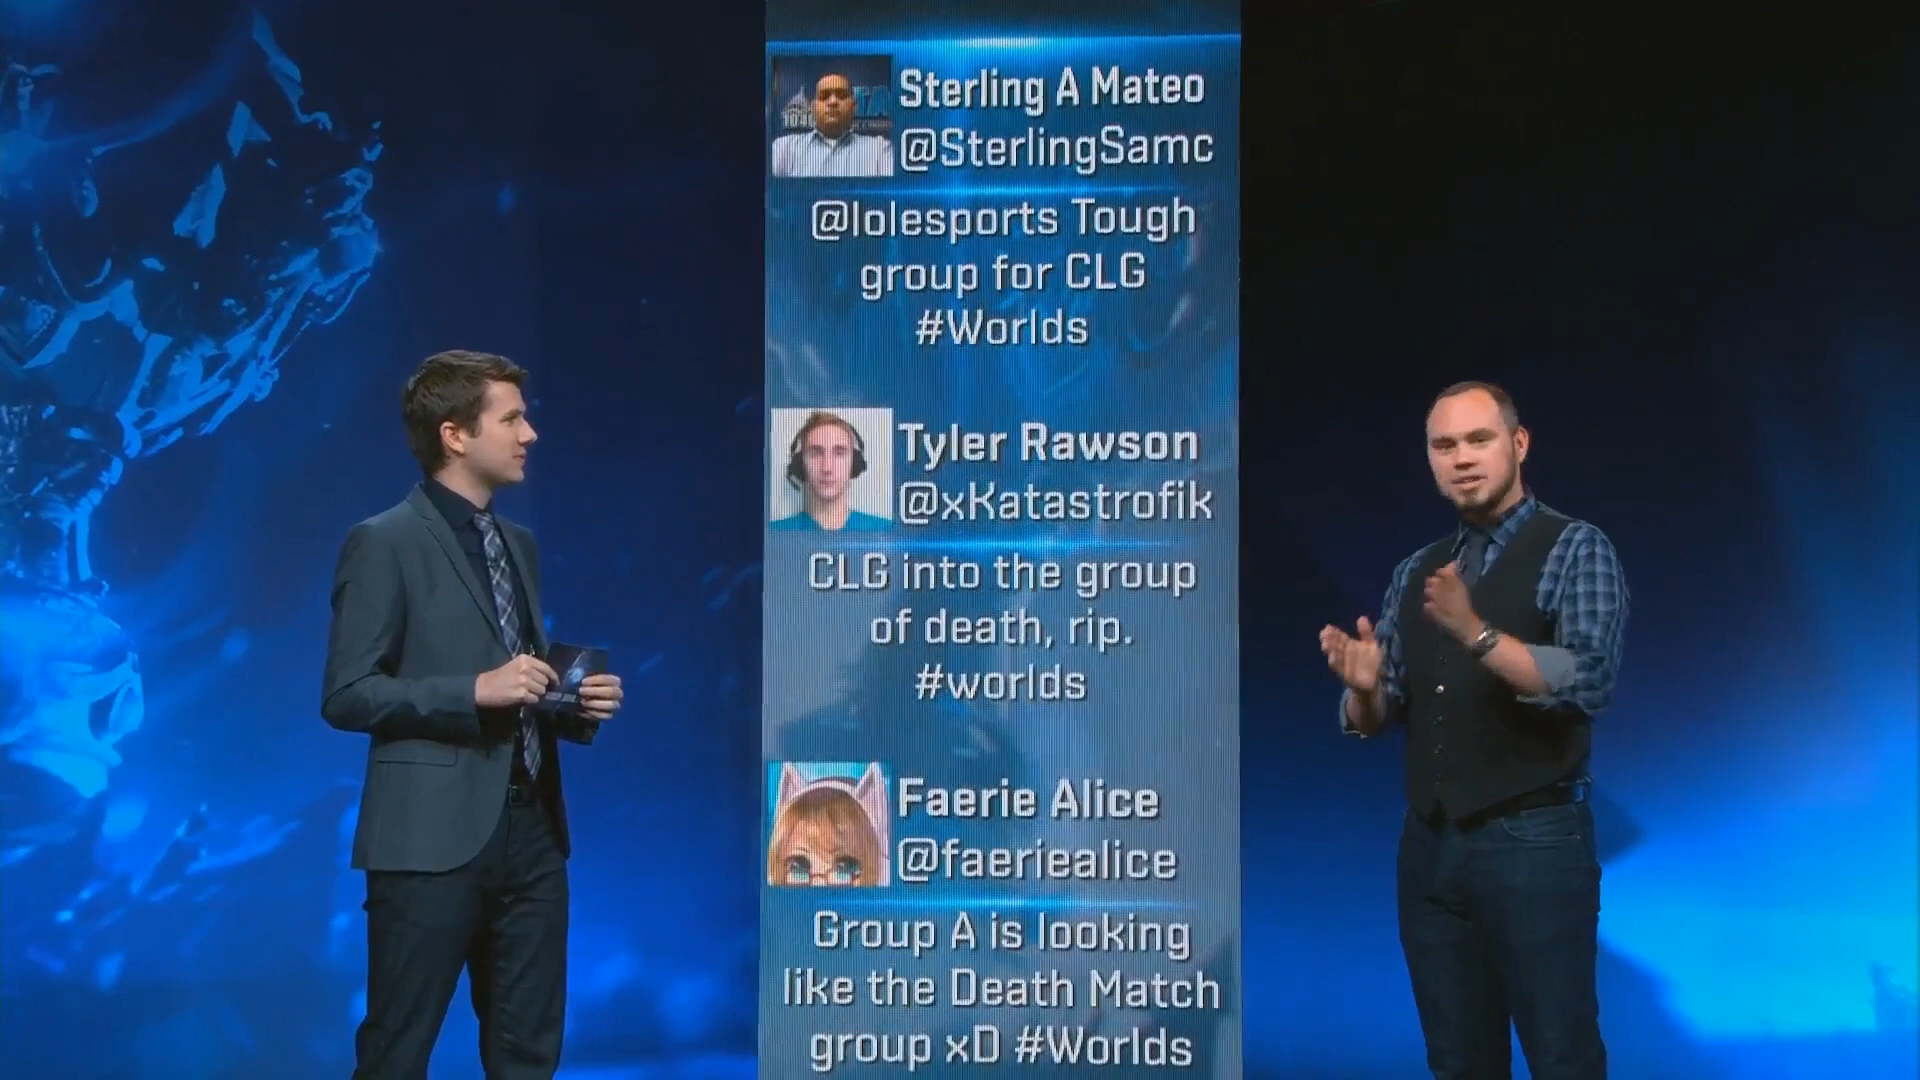 Sterling A Mateo
@SterlingSamc
@lolesports Tough
group for CLG
#Worlds
Tyler Rawson
@xKatastrofik
CLG into the group
of death, rip.
#worlds
Faerie Alice
@faeriealice
Group A is looking
like the Death Match
group xD #Worlds